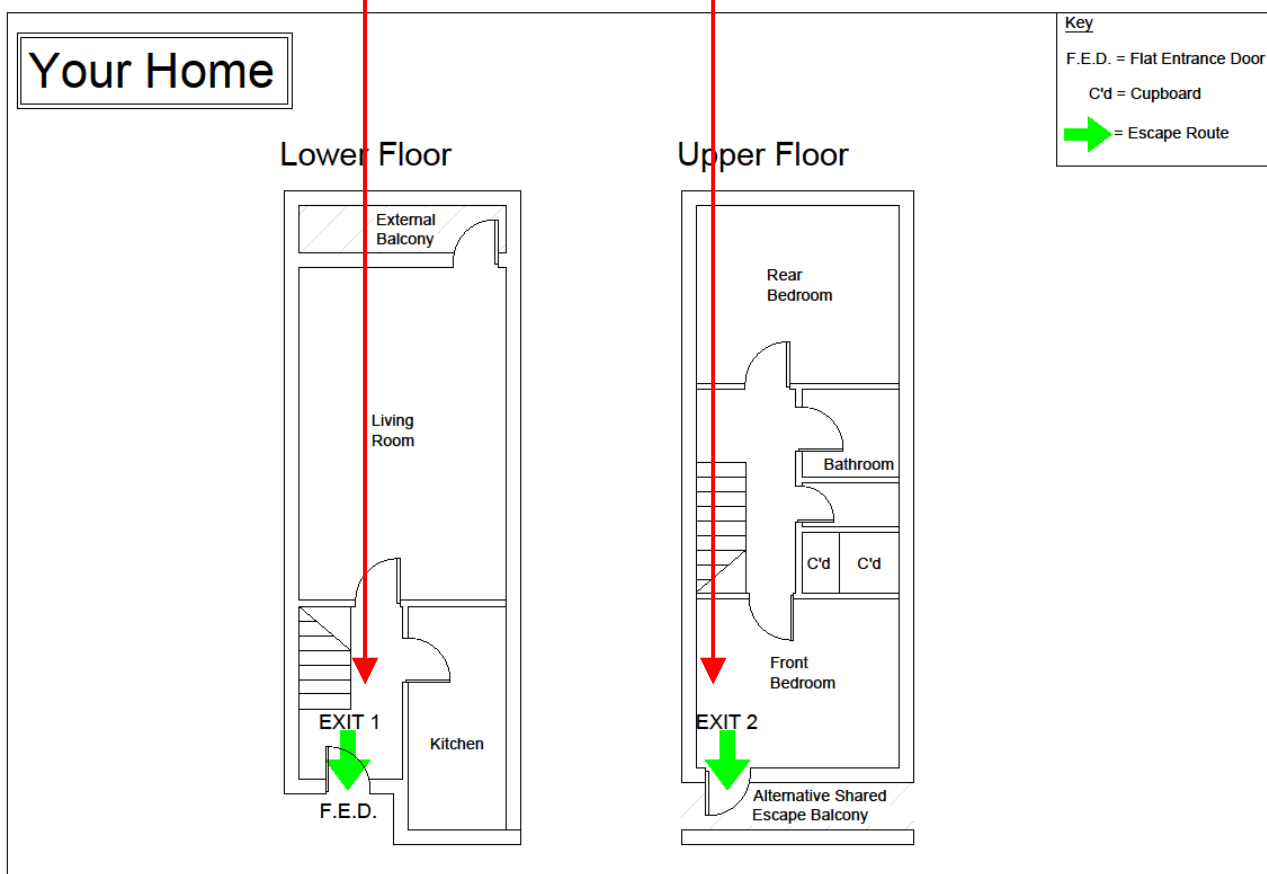 Your Home
Key
F.E.D. = Flat Entrance Door
C'd = Cupboard
= Escape Route
Lower Floor
External
Balcony
Living
Room
EXIT 1
Kitchen
F.E.D.
Upper Floor
Rear
Bedroom
Bathroom
C'd
C'd
Front
Bedroom
EXIT 2
Alternative Shared
Escape Balcony